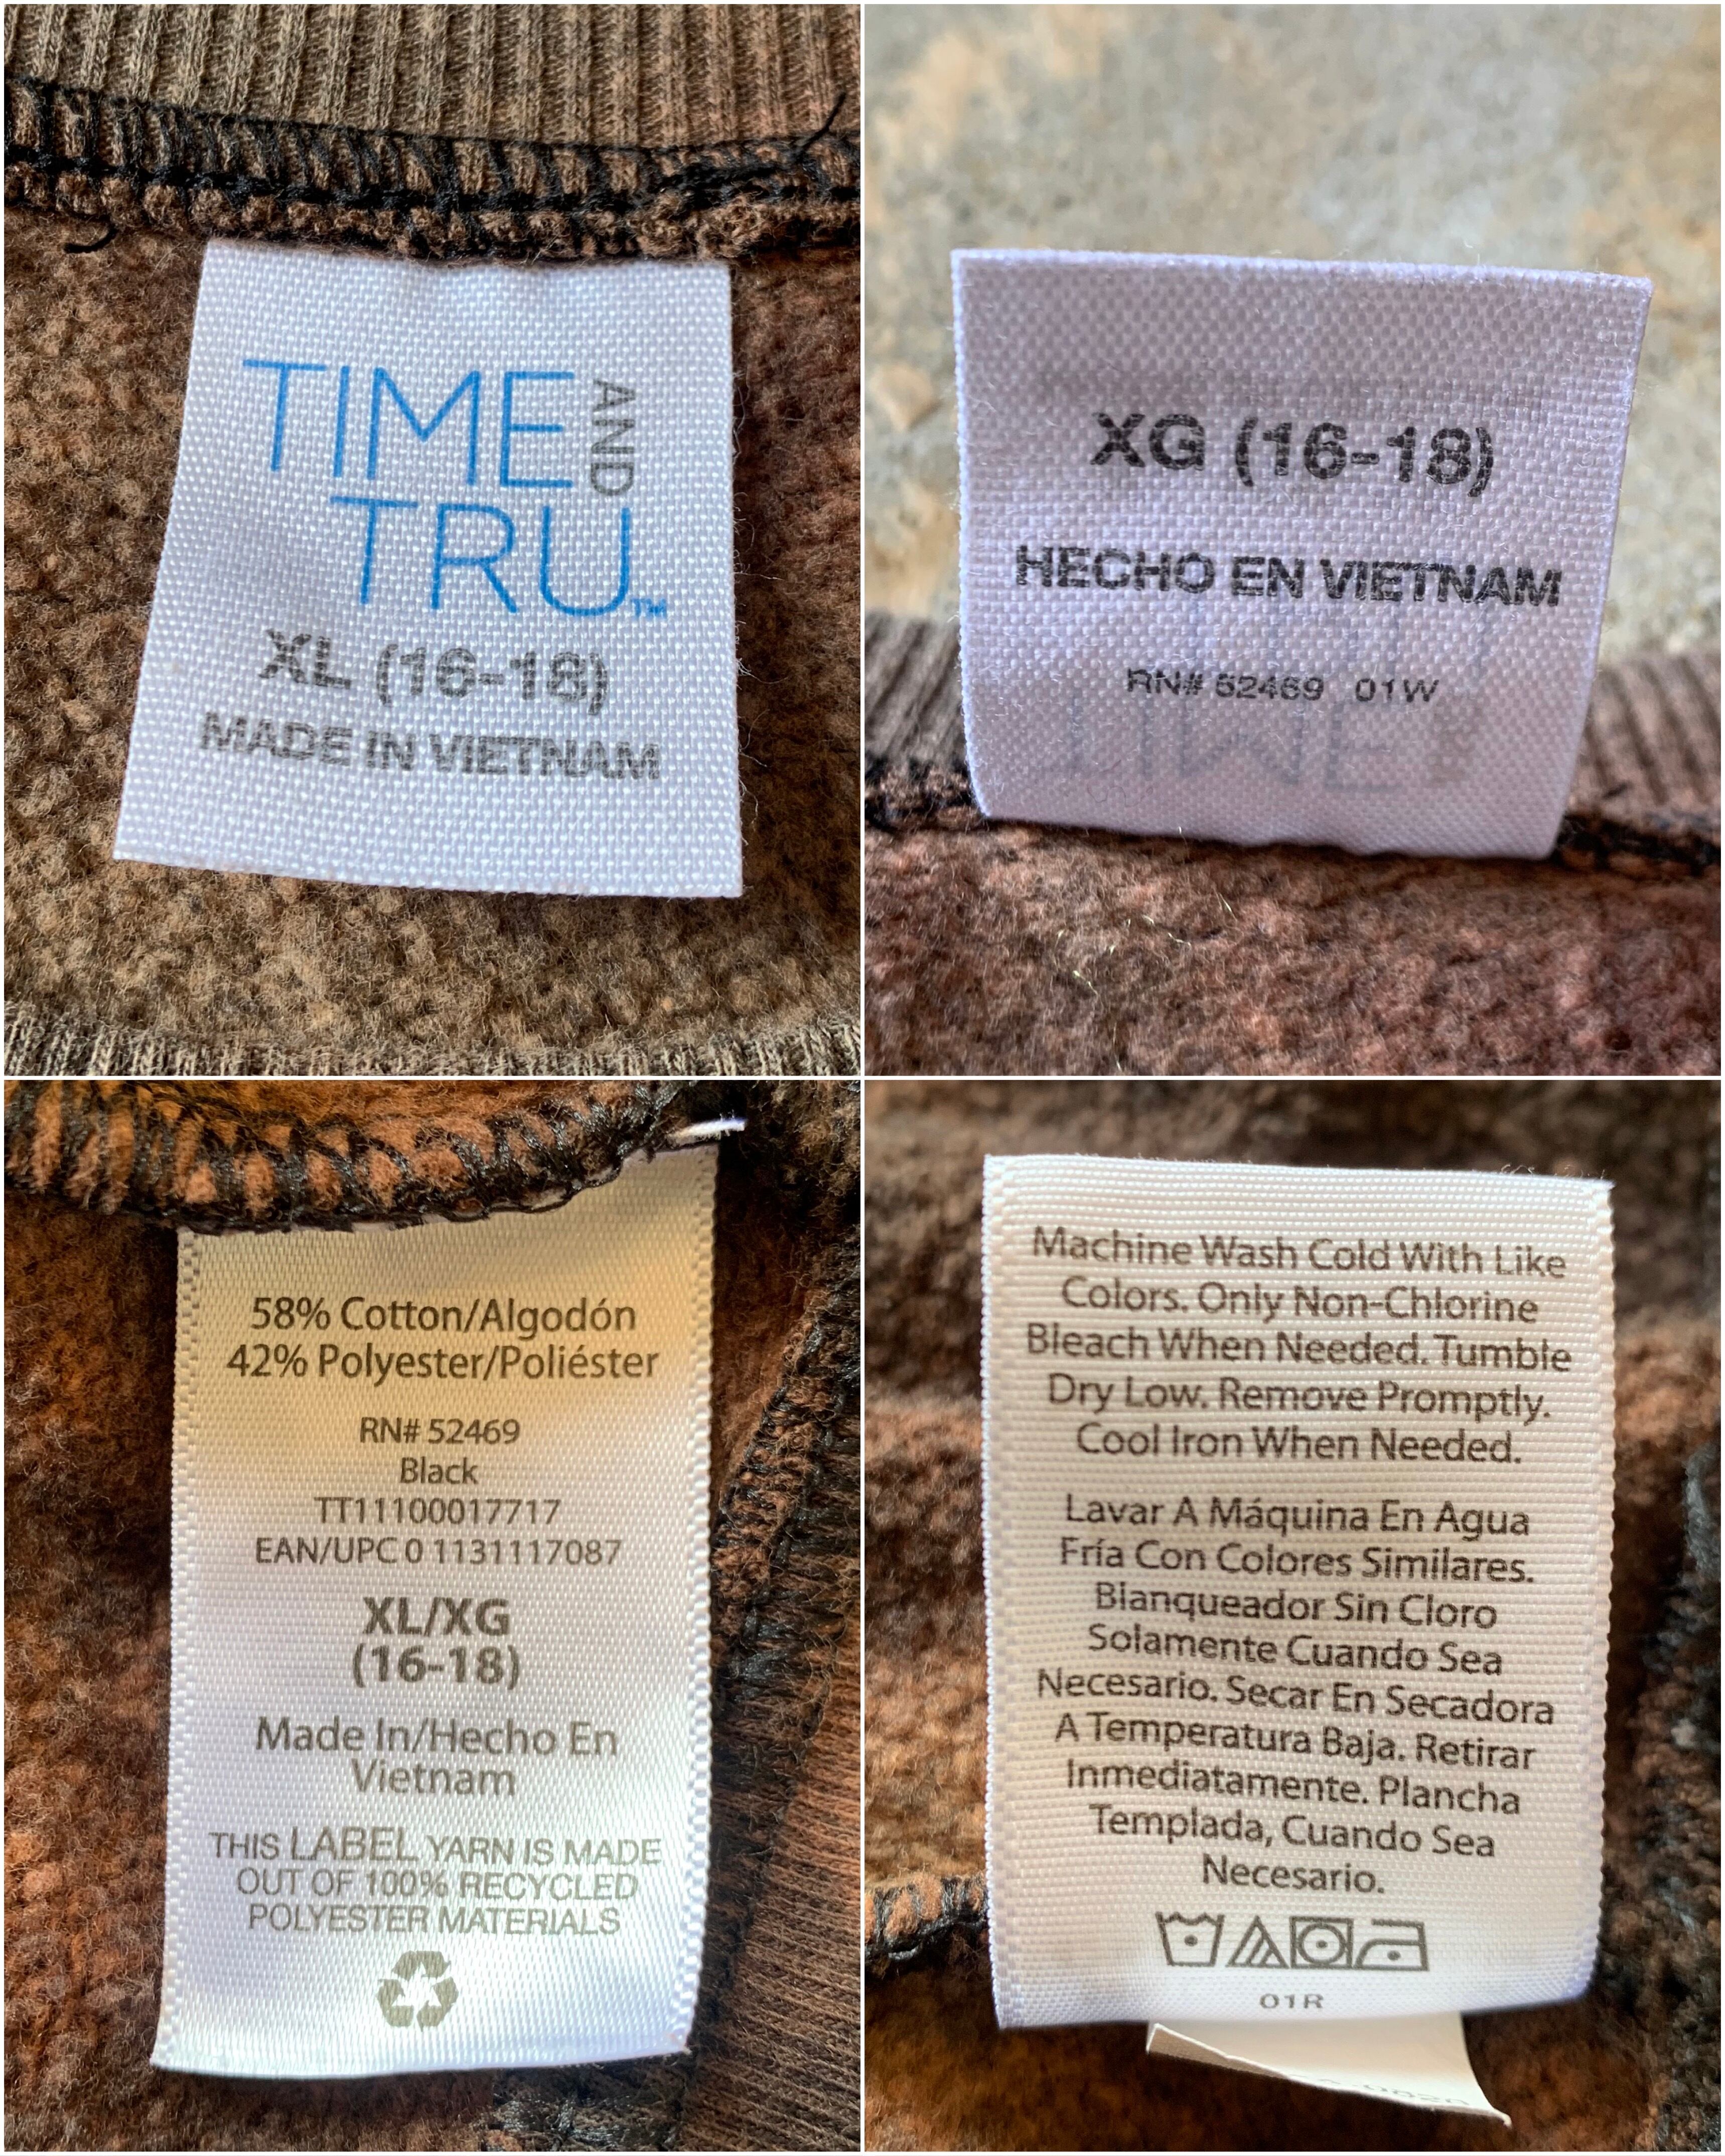 TIME AND
TRU™
XL (16-18)
MADE IN VIETNAM
XG (16-18)
HECHO EN VIETNAM
RN# 52469 01W
58% Cotton/Algodón
42% Polyester/Poliéster
RN# 52469
Black
TT11100017717
EAN/UPC 0 1131117087
XL/XG
(16-18)
Made In/Hecho En
Vietnam
THIS LABEL YARN IS MADE
OUT OF 100% RECYCLED
POLYESTER MATERIALS
Machine Wash Cold With Like
Colors. Only Non-Chlorine
Bleach When Needed. Tumble
Dry Low. Remove Promptly.
Cool Iron When Needed.
Lavar A Máquina En Agua
Fría Con Colores Similares.
Blanqueador Sin Cloro
Solamente Cuando Sea
Necesario. Secar En Secadora
A Temperatura Baja. Retirar
Inmediatamente. Plancha
Templada, Cuando Sea
Necesario.
01R